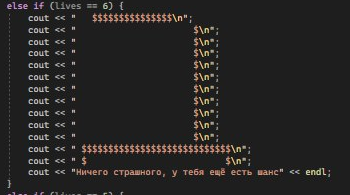 else if (lives == 6) {
    cout << "   $$$$$$$$$$$$$$$\n";
    cout << "                    $\n";
    cout << "                    $\n";
    cout << "                    $\n";
    cout << "                    $\n";
    cout << "                    $\n";
    cout << "                    $\n";
    cout << "                    $\n";
    cout << "                    $\n";
    cout << "                    $\n";
    cout << "                    $\n";
    cout << " $$$$$$$$$$$$$$$$$$$$$$$$$$$$\n";
    cout << " $                          $\n";
    cout << "Ничего страшного, у тебя ещё есть шанс" << endl;
}